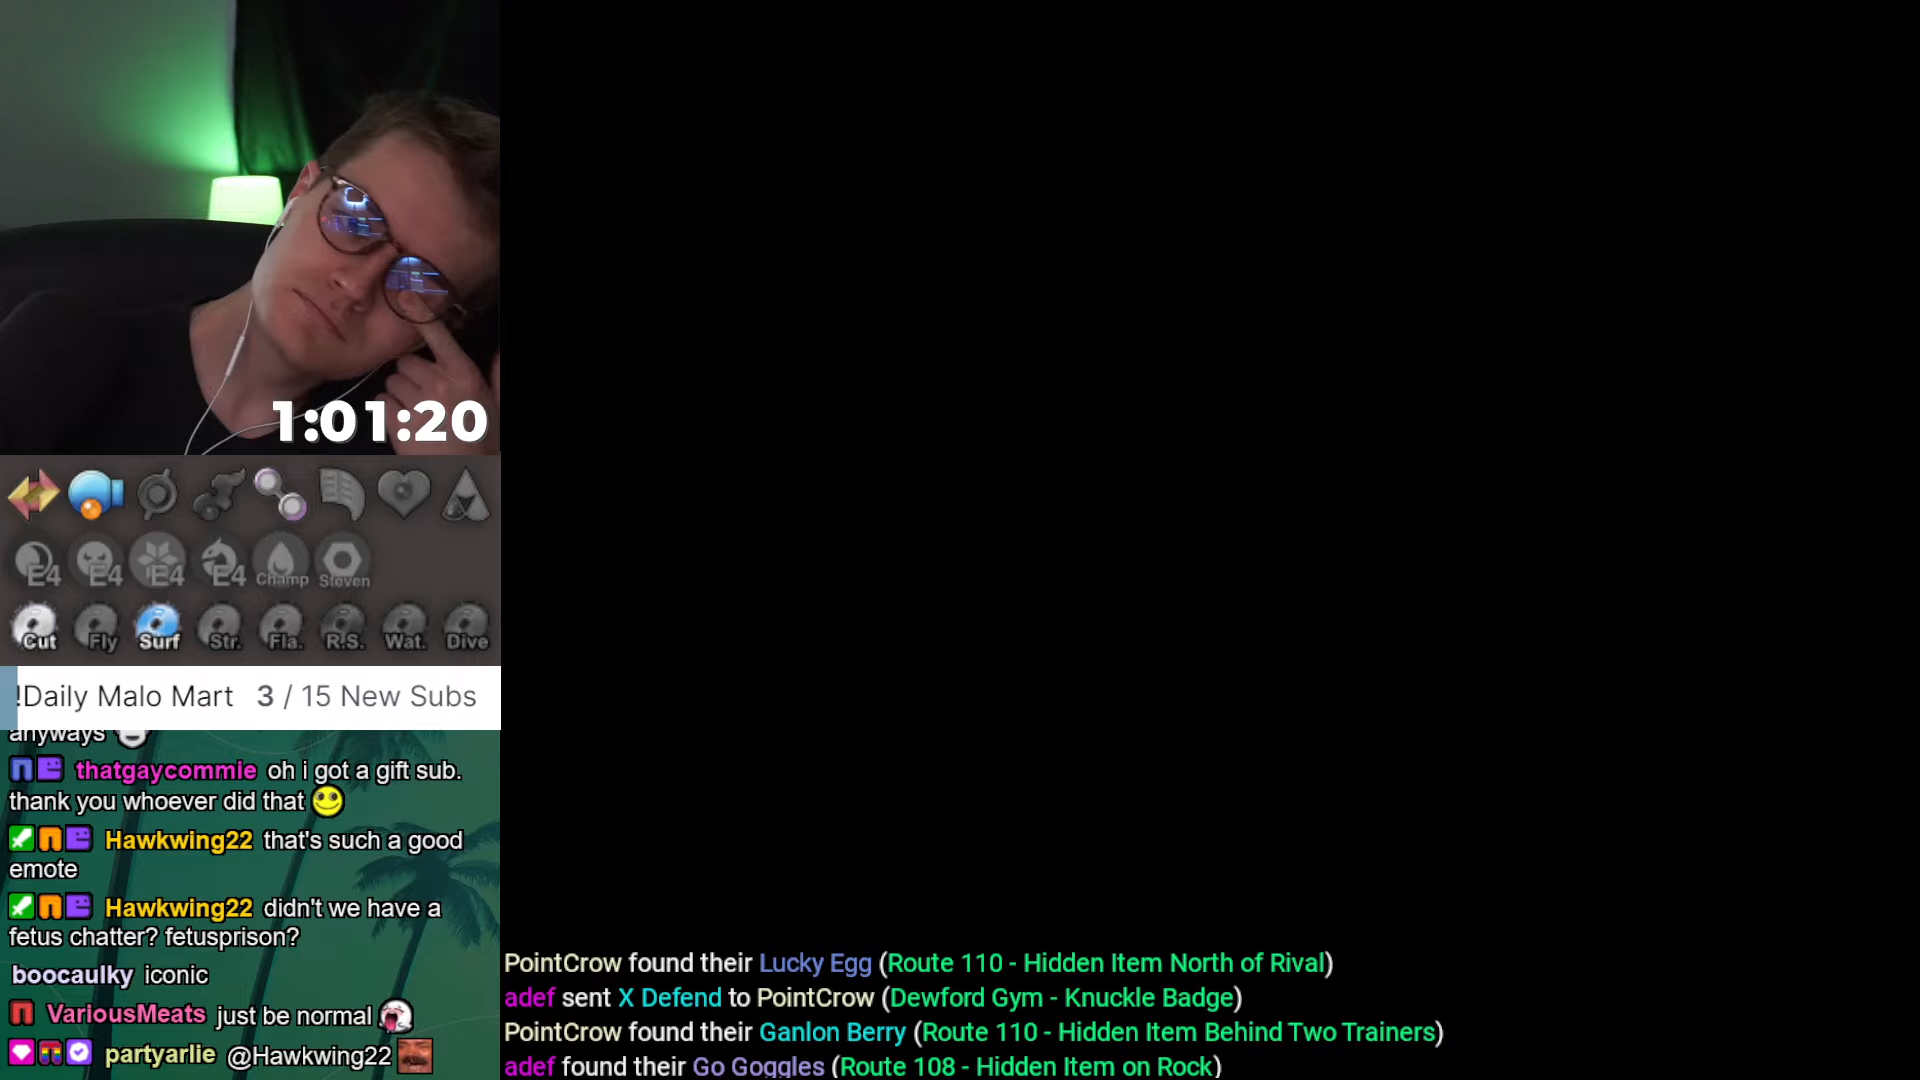 1:01:20
E4 E4 E4 E4 Champ Steven
Cut Fly Surf Str. Fla. R.S. Wat. Dive
!Daily Malo Mart 3 / 15 New Subs
anyways
thatgaycommie oh i got a gift sub.
thank you whoever did that
Hawkwing22 that's such a good
emote
Hawkwing22 didn't we have a
fetus chatter? fetusprison?
boocaulky iconic
VariousMeats just be normal
partyarlie @Hawkwing22
PointCrow found their Lucky Egg (Route 110 - Hidden Item North of Rival)
adef sent X Defend to PointCrow (Dewford Gym - Knuckle Badge)
PointCrow found their Ganlon Berry (Route 110 - Hidden Item Behind Two Trainers)
adef found their Go Goggles (Route 108 - Hidden Item on Rock)